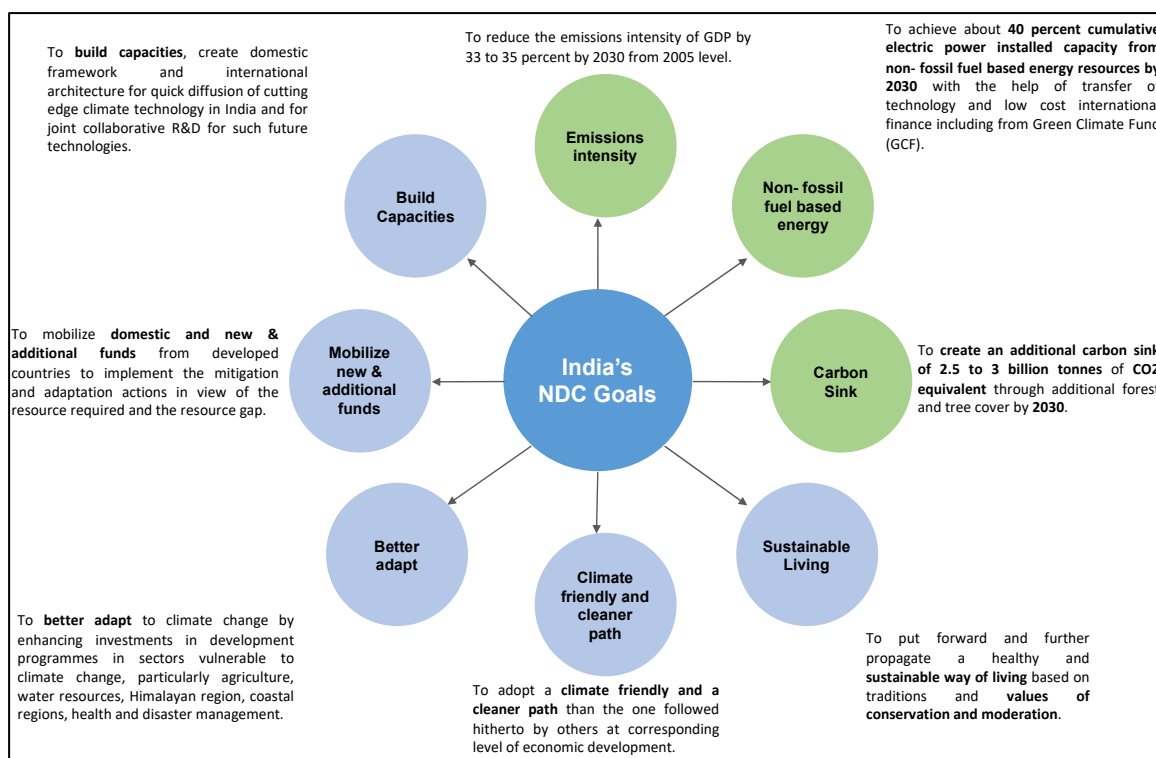 To build capacities, create domestic
framework and international
architecture for quick diffusion of cutting
edge climate technology in India and for
joint collaborative R&D for such future
technologies.
To reduce the emissions intensity of GDP by
33 to 35 percent by 2030 from 2005 level.
To achieve about 40 percent cumulative
electric power installed capacity from
non- fossil fuel based energy resources by
2030 with the help of transfer of
technology and low cost international
finance including from Green Climate Fund
(GCF).
Emissions
intensity
Build
Capacities
Non- fossil
fuel based
energy
To mobilize domestic and new &
additional funds from developed
countries to implement the mitigation
and adaptation actions in view of the
resource required and the resource gap.
Mobilize
new &
additional
funds
India's
NDC Goals
Carbon
Sink
To create an additional carbon sink
of 2.5 to 3 billion tonnes of CO2
equivalent through additional forest
and tree cover by 2030.
Better
adapt
Climate
friendly and
cleaner
path
Sustainable
Living
To better adapt to climate change by
enhancing investments in development
programmes in sectors vulnerable to
climate change, particularly agriculture,
water resources, Himalayan region, coastal
regions, health and disaster management.
To adopt a climate friendly and a
cleaner path than the one followed
hitherto by others at corresponding
level of economic development.
To put forward and further
propagate a healthy and
sustainable way of living based on
traditions and values of
conservation and moderation.